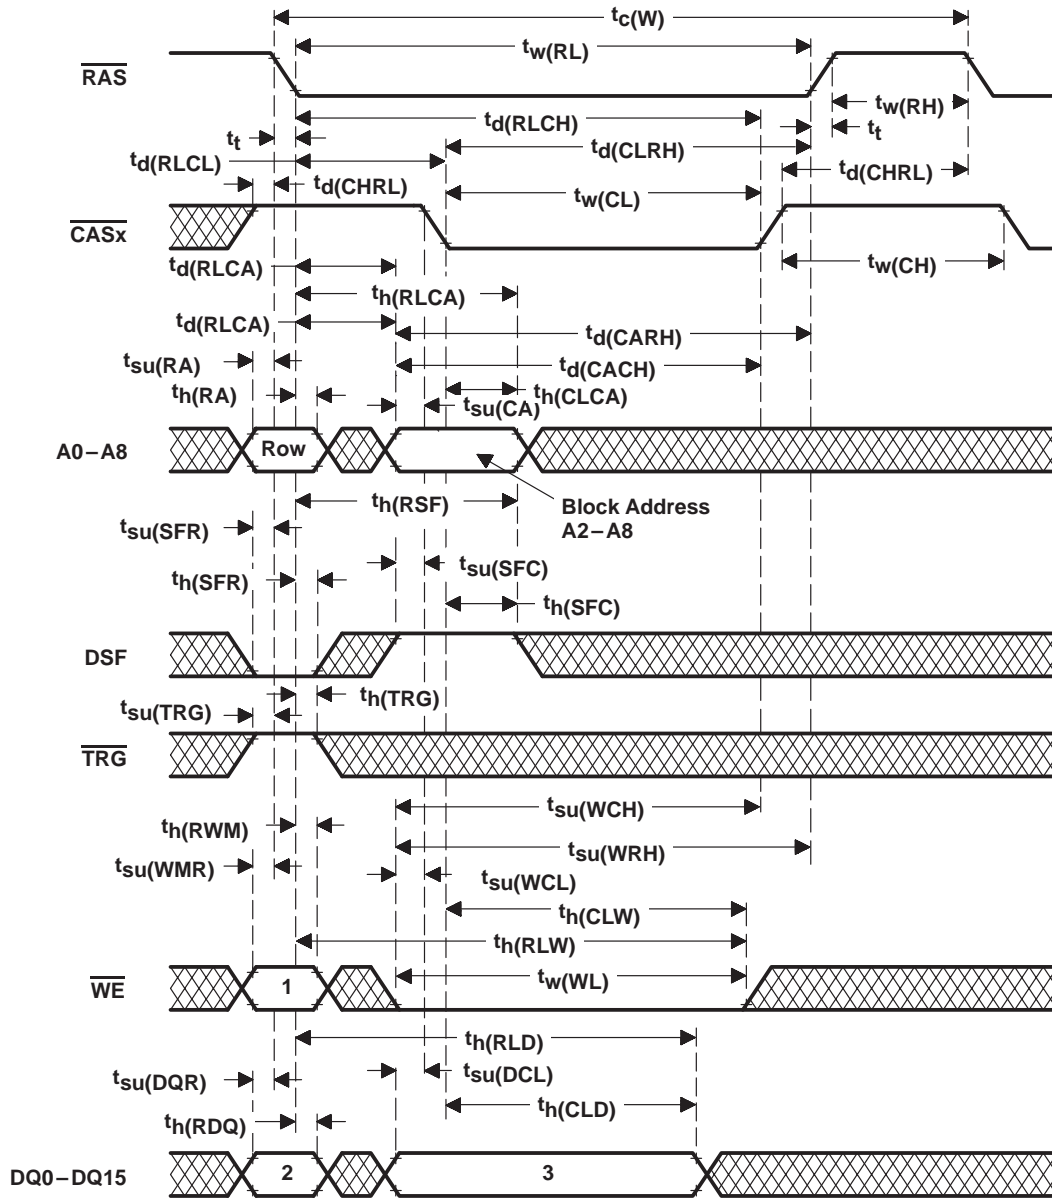 tc(W)
tw(RL)
RAS
tw(RH)
td(RLCH)
tt
tt
td(CLRH)
td(RLCL)
td(CHRL)
td(CHRL)
tw(CL)
CASx
tw(CH)
td(RLCA)
th(RLCA)
td(RLCA)
td(CARH)
tsu(RA)
td(CACH)
th(RA)
th(CLCA)
tsu(CA)
A0–A8
Row
th(RSF)
Block Address
A2–A8
tsu(SFR)
tsu(SFC)
th(SFR)
th(SFC)
DSF
th(TRG)
tsu(TRG)
TRG
tsu(WCH)
th(RWM)
tsu(WRH)
tsu(WMR)
tsu(WCL)
th(CLW)
th(RLW)
WE
1
tw(WL)
th(RLD)
tsu(DQR)
tsu(DCL)
th(CLD)
th(RDQ)
DQ0–DQ15
2
3